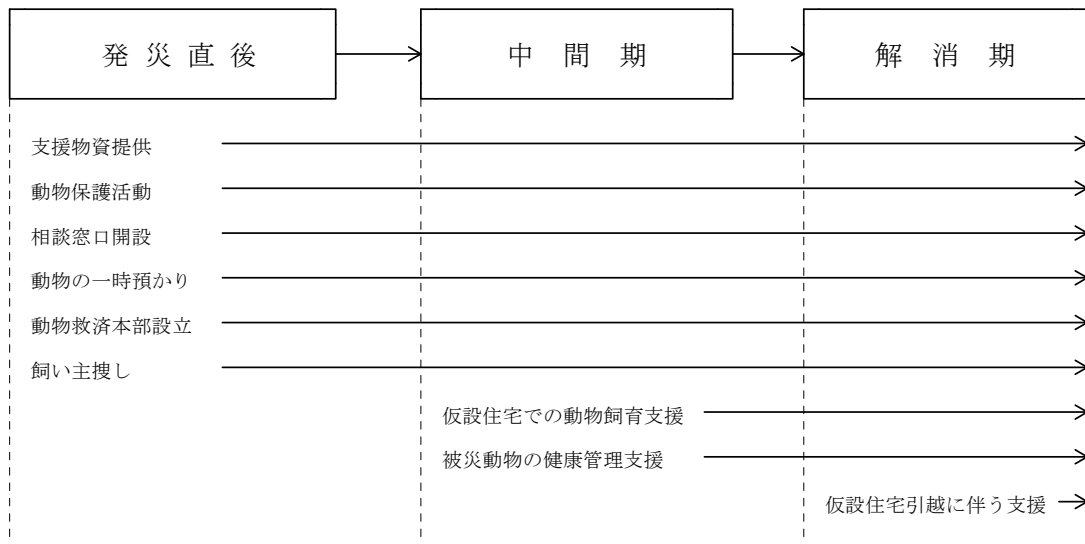 発災直後
中間期
解消期
支援物資提供
動物保護活動
相談窓口開設
動物の一時預かり
動物救済本部設立
飼い主捜し
仮設住宅での動物飼育支援
被災動物の健康管理支援
仮設住宅引越に伴う支援